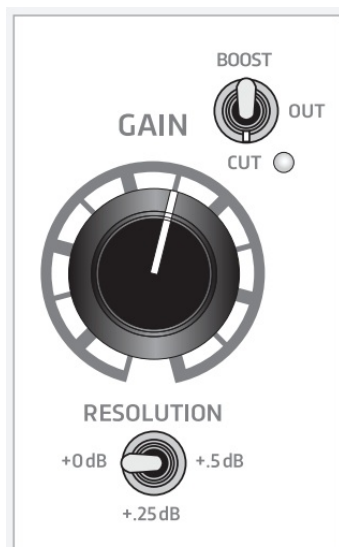 BOOST
OUT
GAIN
CUT
RESOLUTION
+0 dB
+.5 dB
+.25 dB